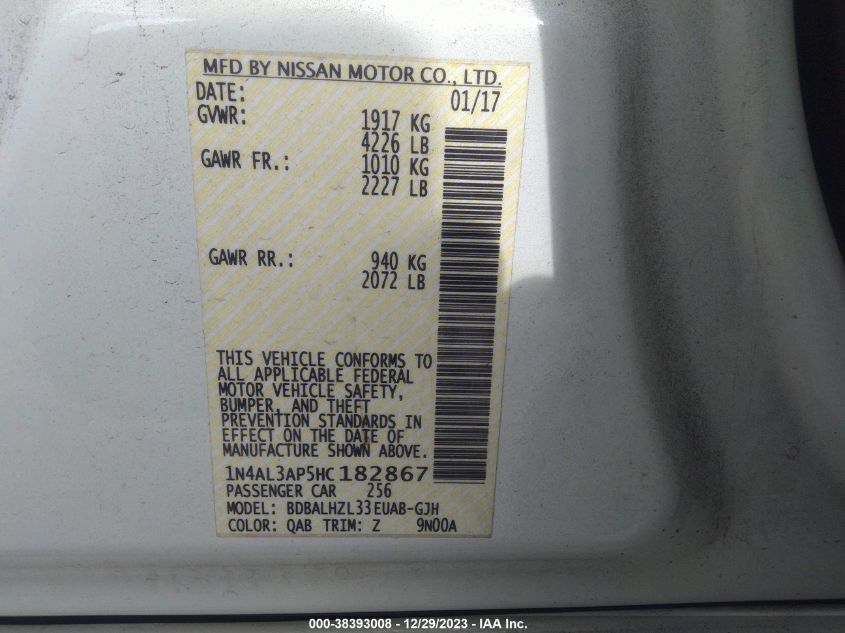 MFD BY NISSAN MOTOR CO., LTD.
DATE: 01/17
GVWR: 1917 KG
4226 LB
GAWR FR.: 1010 KG
2227 LB
GAWR RR.: 940 KG
2072 LB
THIS VEHICLE CONFORMS TO
ALL APPLICABLE FEDERAL
MOTOR VEHICLE SAFETY,
BUMPER, AND THEFT
PREVENTION STANDARDS IN
EFFECT ON THE DATE OF
MANUFACTURE SHOWN ABOVE.
1N4AL3AP5HC182867
PASSENGER CAR 256
MODEL: BDBALHZL33EUAB-GJH
COLOR: QAB TRIM: Z 9N00A
000-38393008 - 12/29/2023 - IAA Inc.